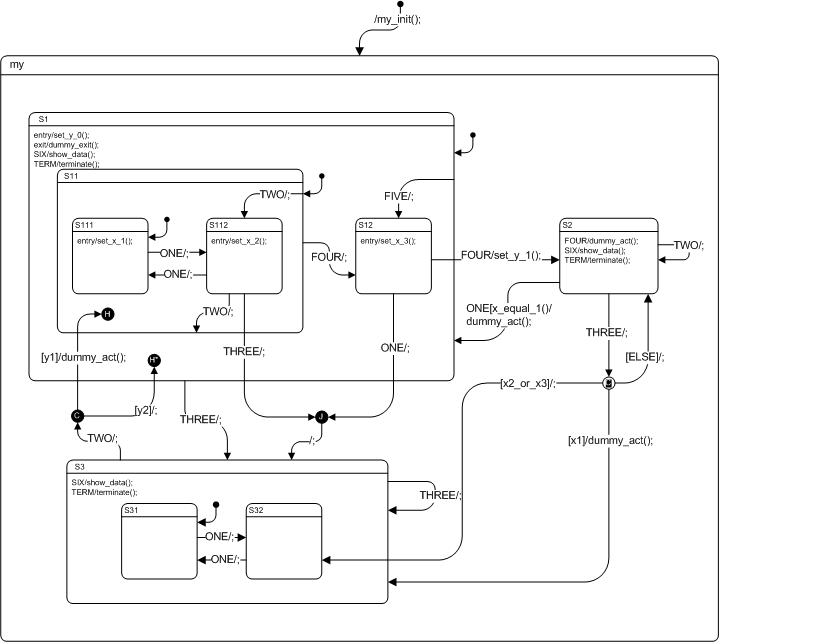 /my_init();
my
S1
entry/set_y_0();
exit/dummy_exit();
SIX/show_data();
TERM/terminate();
S11
TWO/;
FIVE/;
S111
entry/set_x_1();
S112
entry/set_x_2();
S12
entry/set_x_3();
S2
FOUR/dummy_act();
SIX/show_data();
TERM/terminate();
TWO/;
ONE/;
ONE/;
FOUR/;
FOUR/set_y_1();
TWO/;
ONE[x_equal_1()/
dummy_act();
H
THREE/;
ONE/;
THREE/;
[y1]/dummy_act();
H*
[ELSE]/;
[y2]/;
[x2_or_x3]/;
C
THREE/;
J
TWO/;
/;
[x1]/dummy_act();
S3
SIX/show_data();
TERM/terminate();
THREE/;
S31
S32
ONE/;
ONE/;